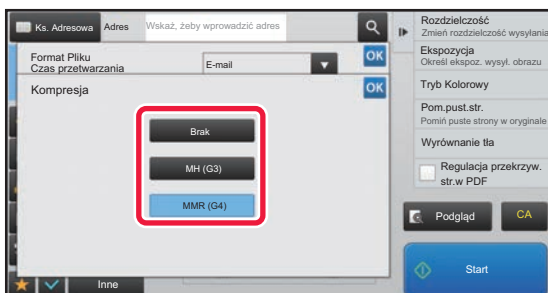 Ks. Adresowa
Adres
Wskaż, żeby wprowadzić adres
Format Pliku
Czas przetwarzania
E-mail
OK
Kompresja
OK
Brak
MH (G3)
MMR (G4)
Inne
Rozdzielczość
Zmień rozdzielczość wysyłania
Ekspozycja
Określ ekspoz. wysył. obrazu
Tryb Kolorowy
Pom.pust.str.
Pomiń puste strony w oryginale
Wyrównanie tła
Regulacja przekrzyw.
str.w PDF
Podgląd
CA
Start